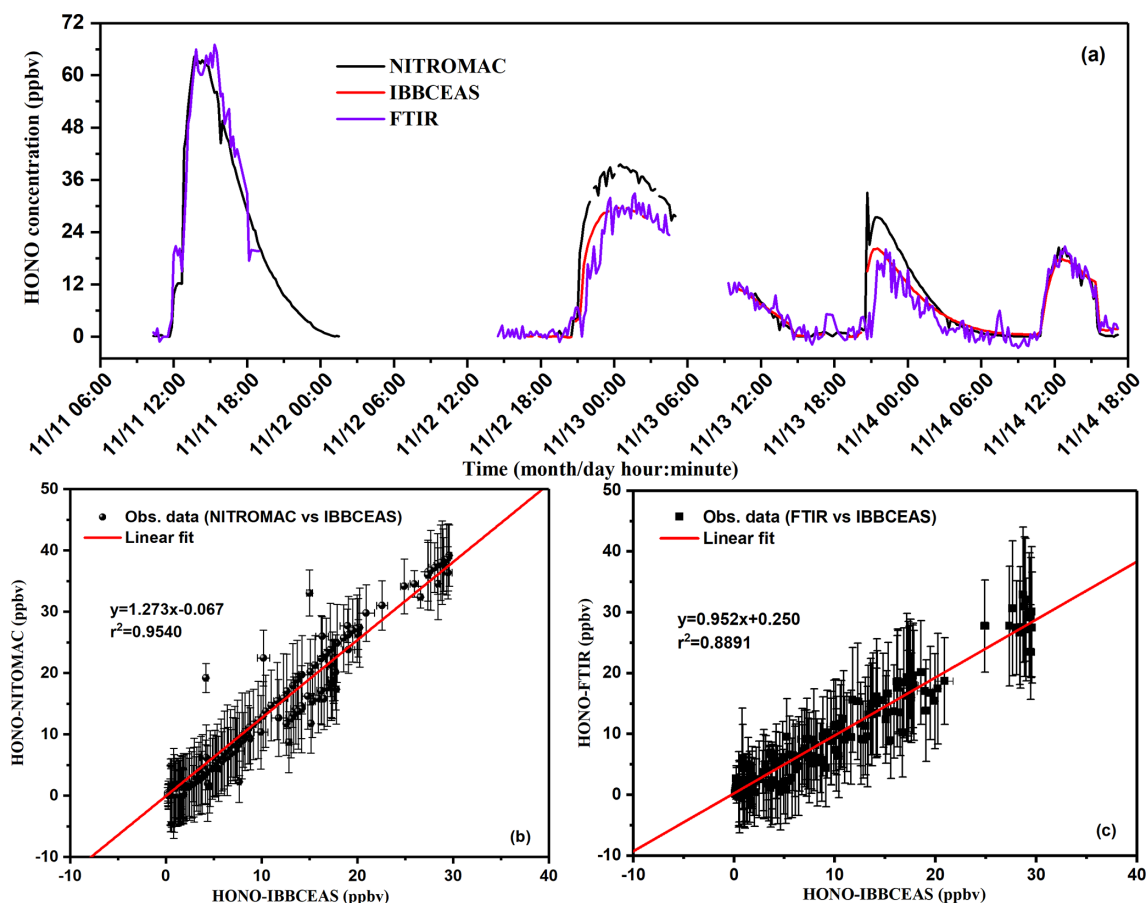 72
60
48
36
24
12
0
HONO concentration (ppbv)
NITROMAC
IBBCEAS
FTIR
(a)
11/11 06:00
11/11 12:00
11/11 18:00
11/12 00:00
11/12 06:00
11/12 12:00
11/12 18:00
11/13 00:00
11/13 06:00
11/13 12:00
11/13 18:00
11/14 00:00
11/14 06:00
11/14 12:00
11/14 18:00
Time (month/day hour:minute)
50
40
30
20
10
0
-10
HONO-NITOMAC (ppbv)
Obs. data (NITROMAC vs IBBCEAS)
Linear fit
y=1.273x-0.067
r²=0.9540
(b)
-10 0 10 20 30 40
HONO-IBBCEAS (ppbv)
50
40
30
20
10
0
-10
HONO-FTIR (ppbv)
Obs. data (FTIR vs IBBCEAS)
Linear fit
y=0.952x+0.250
r²=0.8891
(c)
-10 0 10 20 30 40
HONO-IBBCEAS (ppbv)